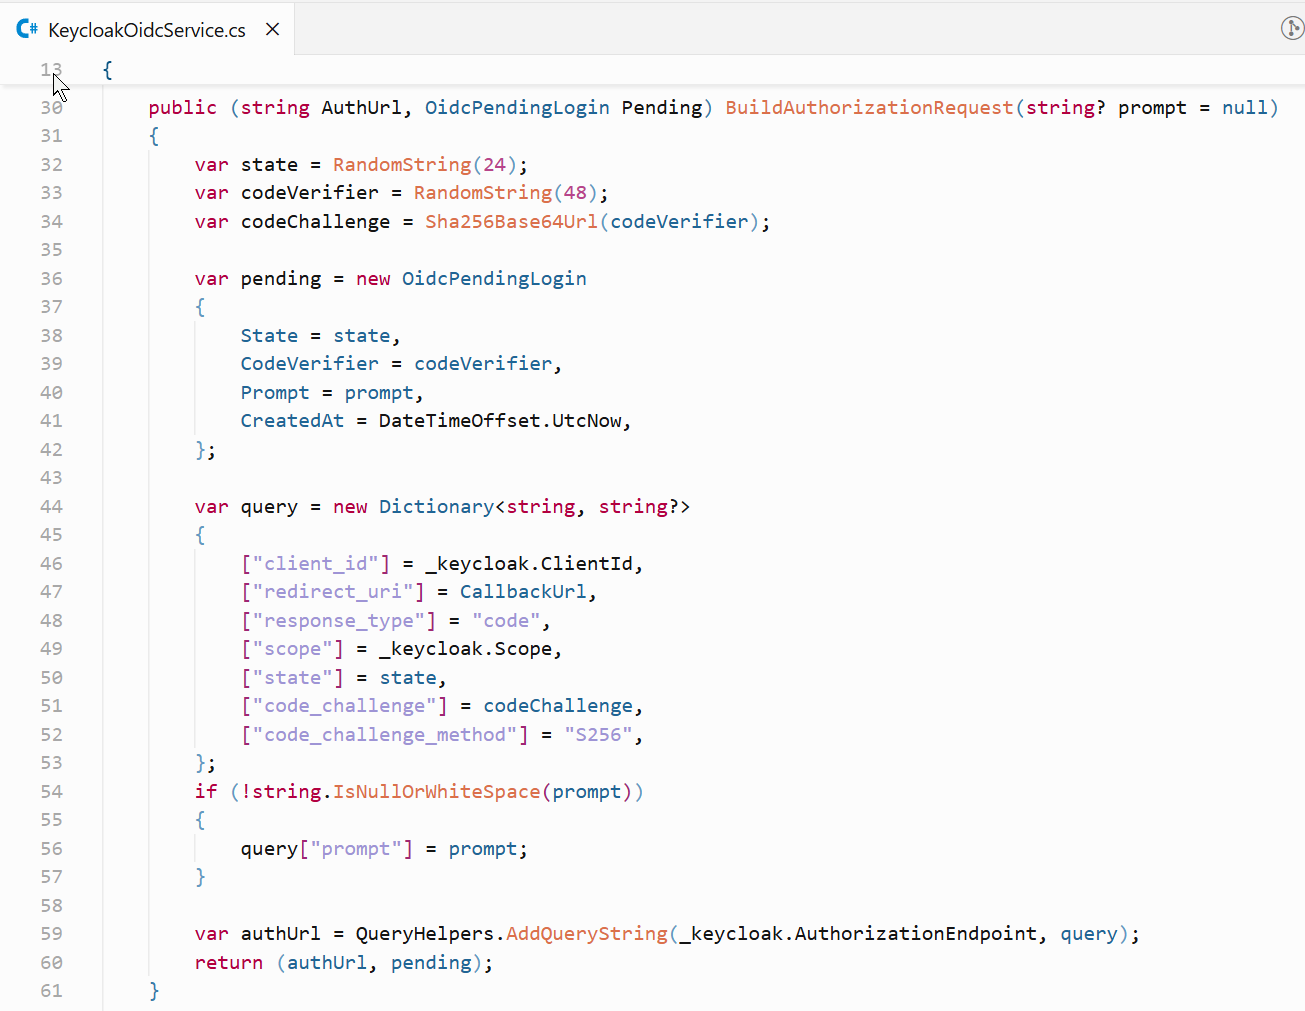 C# KeycloakOidcService.cs
13 {
30 public (string AuthUrl, OidcPendingLogin Pending) BuildAuthorizationRequest(string? prompt = null)
31 {
32 var state = RandomString(24);
33 var codeVerifier = RandomString(48);
34 var codeChallenge = Sha256Base64Url(codeVerifier);
35
36 var pending = new OidcPendingLogin
37 {
38 State = state,
39 CodeVerifier = codeVerifier,
40 Prompt = prompt,
41 CreatedAt = DateTimeOffset.UtcNow,
42 };
43
44 var query = new Dictionary<string, string?>
45 {
46 ["client_id"] = _keycloak.ClientId,
47 ["redirect_uri"] = CallbackUrl,
48 ["response_type"] = "code",
49 ["scope"] = _keycloak.Scope,
50 ["state"] = state,
51 ["code_challenge"] = codeChallenge,
52 ["code_challenge_method"] = "S256",
53 };
54 if (!string.IsNullOrWhiteSpace(prompt))
55 {
56 query["prompt"] = prompt;
57 }
58
59 var authUrl = QueryHelpers.AddQueryString(_keycloak.AuthorizationEndpoint, query);
60 return (authUrl, pending);
61 }